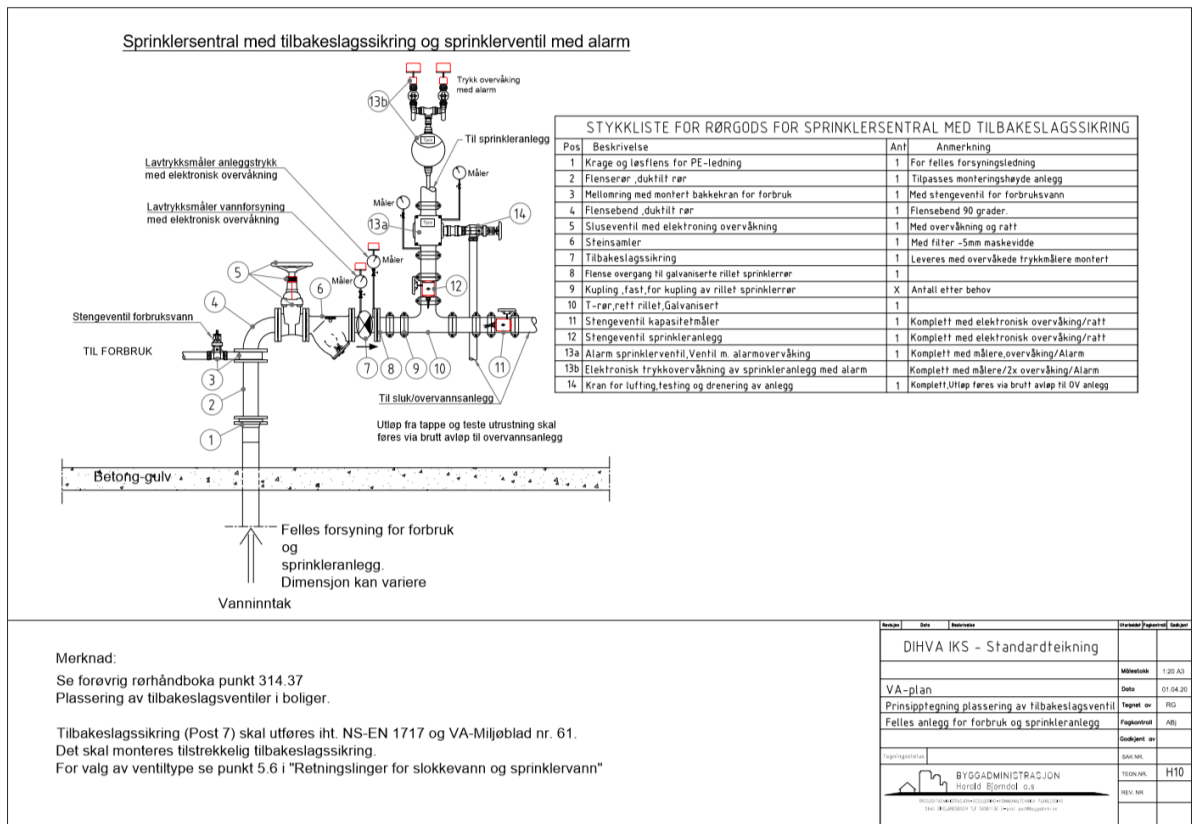 Sprinklersentral med tilbakeslagssikring og sprinklerventil med alarm
Trykk overvåking
med alarm
13b
Til sprinkleranlegg
Lavtrykksmåler anleggstrykk
med elektronisk overvåkning
Måler
Måler
Lavtrykksmåler vannforsyning
med elektronisk overvåkning
14
13a
Måler
Måler
5
6
12
4
Stengeventil forbruksvann
TIL FORBRUK
3
7
8
9
10
11
2
Til sluk/overvannsanlegg
1
Utløp fra tappe og teste utrustning skal
føres via brutt avløp til overvannsanlegg
Betong-gulv
Felles forsyning for forbruk
og
sprinkleranlegg.
Dimensjon kan variere
Vanninntak
STYKKLISTE FOR RØRGODS FOR SPRINKLERSENTRAL MED TILBAKESLAGSSIKRING
Pos Beskrivelse Ant Anmerkning
1 Krage og løsflens for PE-ledning 1 For felles forsyningsledning
2 Flenserør ,duktilt rør 1 Tilpasses monteringshøyde anlegg
3 Mellomring med montert bakkekran for forbruk 1 Med stengeventil for forbruksvann
4 Flensebend ,duktilt rør 1 Flensebend 90 grader.
5 Sluseventil med elektroning overvåkning 1 Med overvåkning og ratt
6 Steinsamler 1 Med filter -5mm maskevidde
7 Tilbakeslagssikring 1 Leveres med overvåkede trykkmålere montert
8 Flense overgang til galvaniserte rillet sprinklerrør 1
9 Kupling ,fast,for kupling av rillet sprinklerrør X Antall etter behov
10 T-rør,rett rillet,Galvanisert 1
11 Stengeventil kapasitetmåler 1 Komplett med elektronisk overvåking/ratt
12 Stengeventil sprinkleranlegg 1 Komplett med elektronisk overvåking/ratt
13a Alarm sprinklerventil,Ventil m. alarmovervåking 1 Komplett med målere,overvåking/Alarm
13b Elektronisk trykkovervåking av sprinkleranlegg med alarm Komplett med målere/2x overvåking/Alarm
14 Kran for lufting,testing og drenering av anlegg 1 Komplett,Utløp føres via brutt avløp til OV anlegg
Merknad:
Se forøvrig rørhåndboka punkt 314.37
Plassering av tilbakeslagsventiler i boliger.
Tilbakeslagssikring (Post 7) skal utføres iht. NS-EN 1717 og VA-Miljøblad nr. 61.
Det skal monteres tilstrekkelig tilbakeslagssikring.
For valg av ventiltype se punkt 5.6 i "Retningslinger for slokkevann og sprinklervann"
Revisjon Dato Beskrivelse Utarbeidet Fagkontroll Godkjent
DIHVA IKS - Standardteikning
Målestokk 1:20 A3
VA-plan
Dato 01.04.20
Prinsipptegning plassering av tilbakeslagsventil
Tegnet av RG
Felles anlegg for forbruk og sprinkleranlegg
Fagkontroll ABj
Godkjent av
Tegningsstatus
SAK.NR.
BYGGADMINISTRASJON
Harald Bjørndal a.s
TEGN.NR. H10
REV. NR